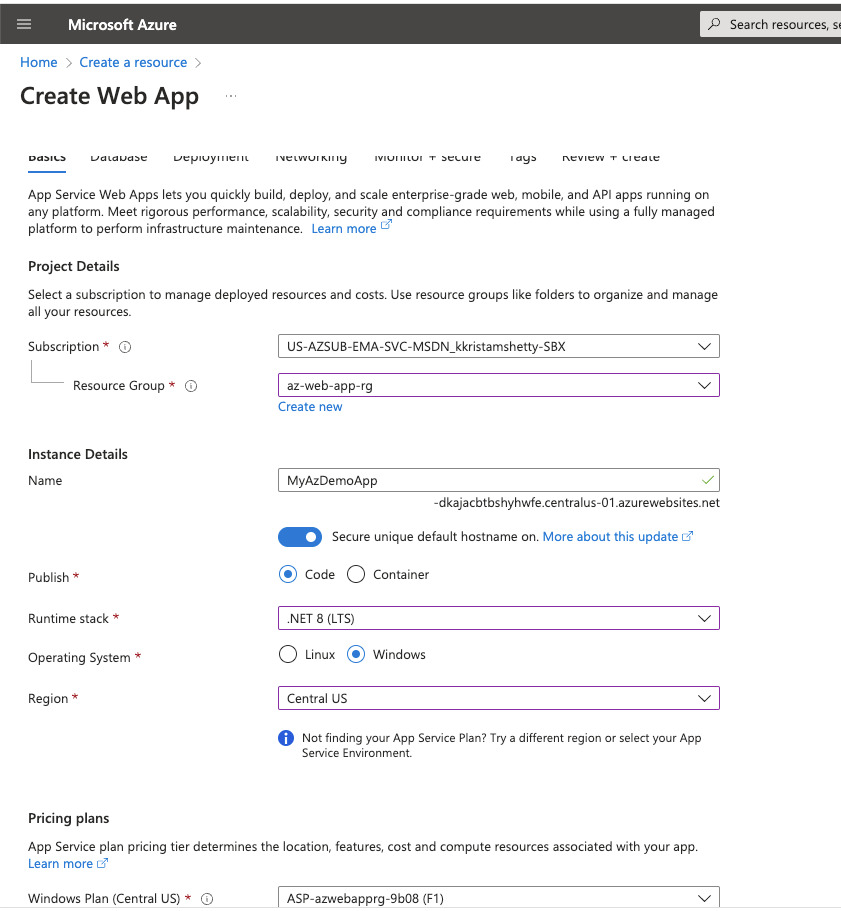 Microsoft Azure
Search resources, se
Home > Create a resource >
Create Web App ...
Basics Database Deployment Networking Monitor + secure Tags Review + create
App Service Web Apps lets you quickly build, deploy, and scale enterprise-grade web, mobile, and API apps running on
any platform. Meet rigorous performance, scalability, security and compliance requirements while using a fully managed
platform to perform infrastructure maintenance. Learn more
Project Details
Select a subscription to manage deployed resources and costs. Use resource groups like folders to organize and manage
all your resources.
Subscription *
US-AZSUB-EMA-SVC-MSDN_kkristamshetty-SBX
Resource Group *
az-web-app-rg
Create new
Instance Details
Name
MyAzDemoApp
-dkajacbtbshyhwfe.centralus-01.azurewebsites.net
Secure unique default hostname on. More about this update
Publish *
Code Container
Runtime stack *
.NET 8 (LTS)
Operating System *
Linux Windows
Region *
Central US
Not finding your App Service Plan? Try a different region or select your App
Service Environment.
Pricing plans
App Service plan pricing tier determines the location, features, cost and compute resources associated with your app.
Learn more
Windows Plan (Central US) *
ASP-azwebapprg-9b08 (F1)